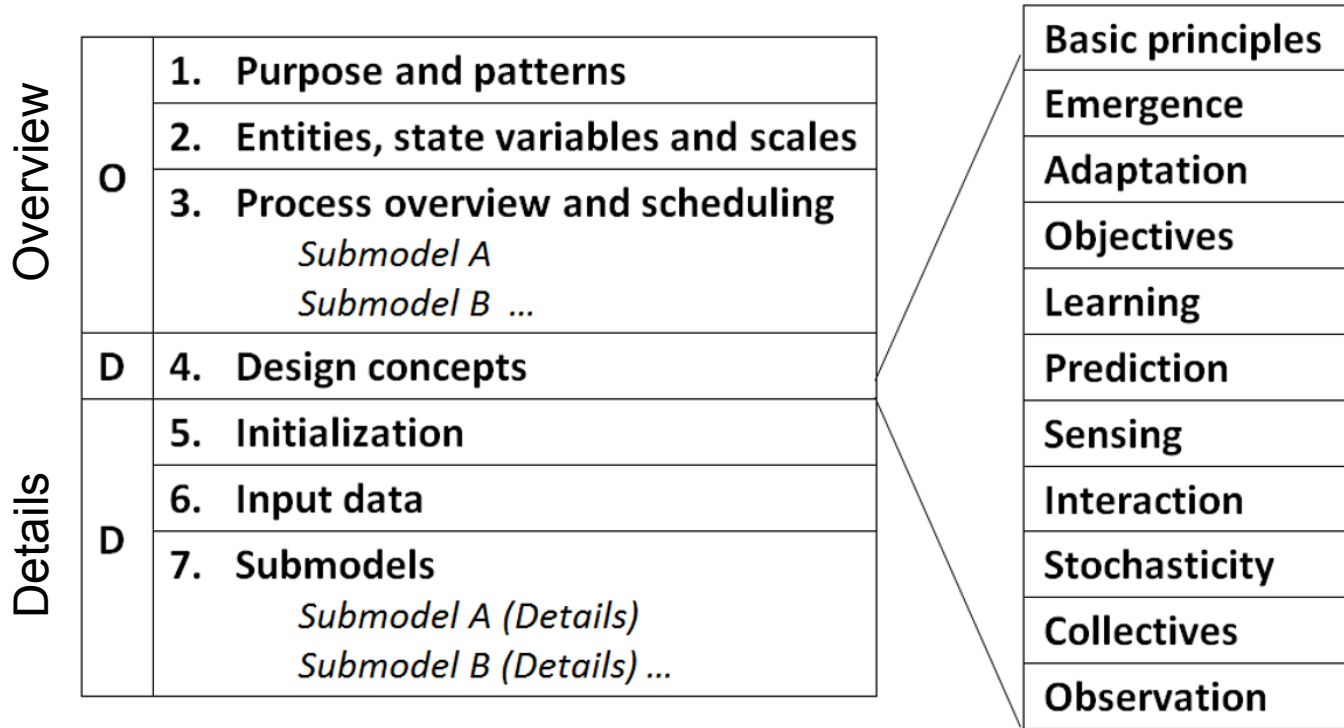 Overview
O
1. Purpose and patterns
2. Entities, state variables and scales
3. Process overview and scheduling
Submodel A
Submodel B ...
D
4. Design concepts
Details
D
5. Initialization
6. Input data
7. Submodels
Submodel A (Details)
Submodel B (Details) ...
Basic principles
Emergence
Adaptation
Objectives
Learning
Prediction
Sensing
Interaction
Stochasticity
Collectives
Observation